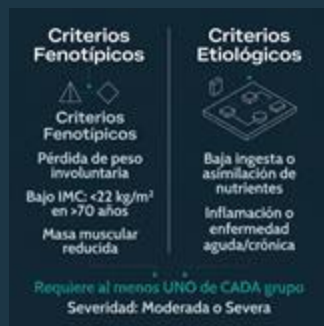 Criterios
Fenotípicos
Criterios
Fenotípicos
Pérdida de peso
involuntaria
Bajo IMC: <22 kg/m²
en >70 años
Masa muscular
reducida
Criterios
Etiológicos
Baja ingesta o
asimilación de
nutrientes
Inflamación o
enfermedad
aguda/crónica
Requiere al menos UNO de CADA grupo
Severidad: Moderada o Severa